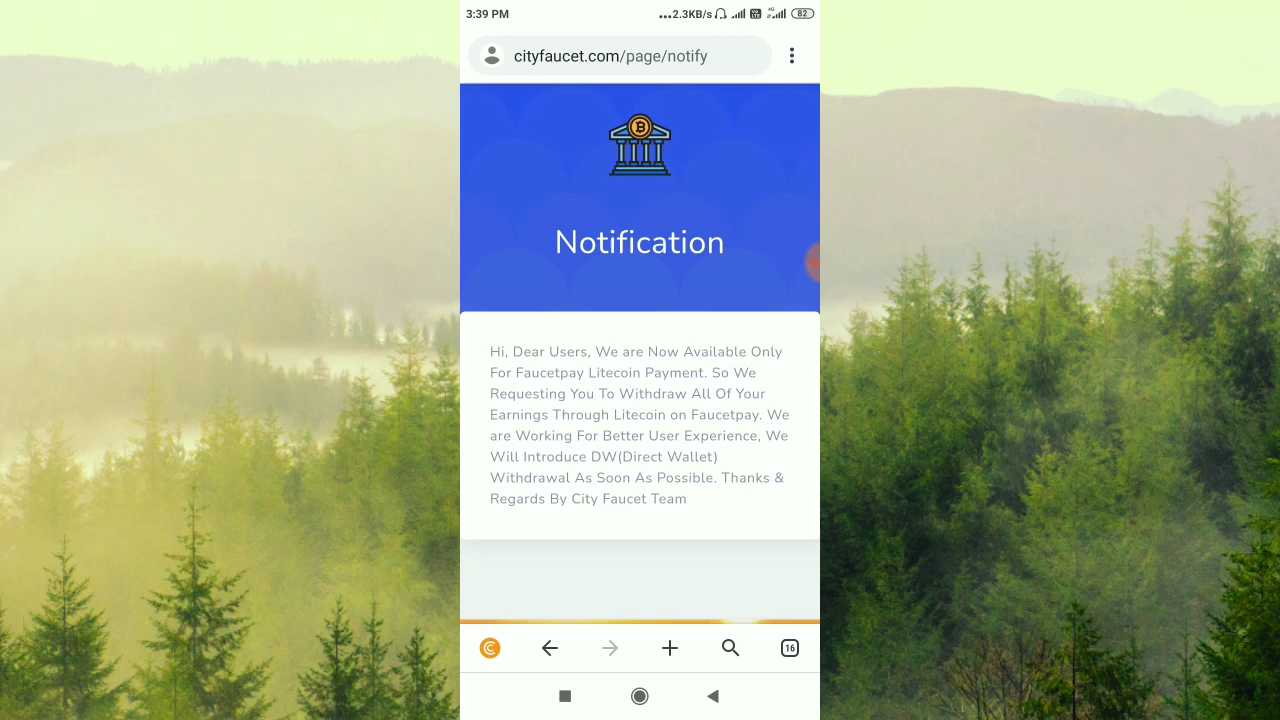 3:39 PM
...2.3KB/s
4G
82
cityfaucet.com/page/notify
Notification
Hi, Dear Users, We are Now Available Only
For Faucetpay Litecoin Payment. So We
Requesting You To Withdraw All Of Your
Earnings Through Litecoin on Faucetpay. We
are Working For Better User Experience, We
Will Introduce DW(Direct Wallet)
Withdrawal As Soon As Possible. Thanks &
Regards By City Faucet Team
16